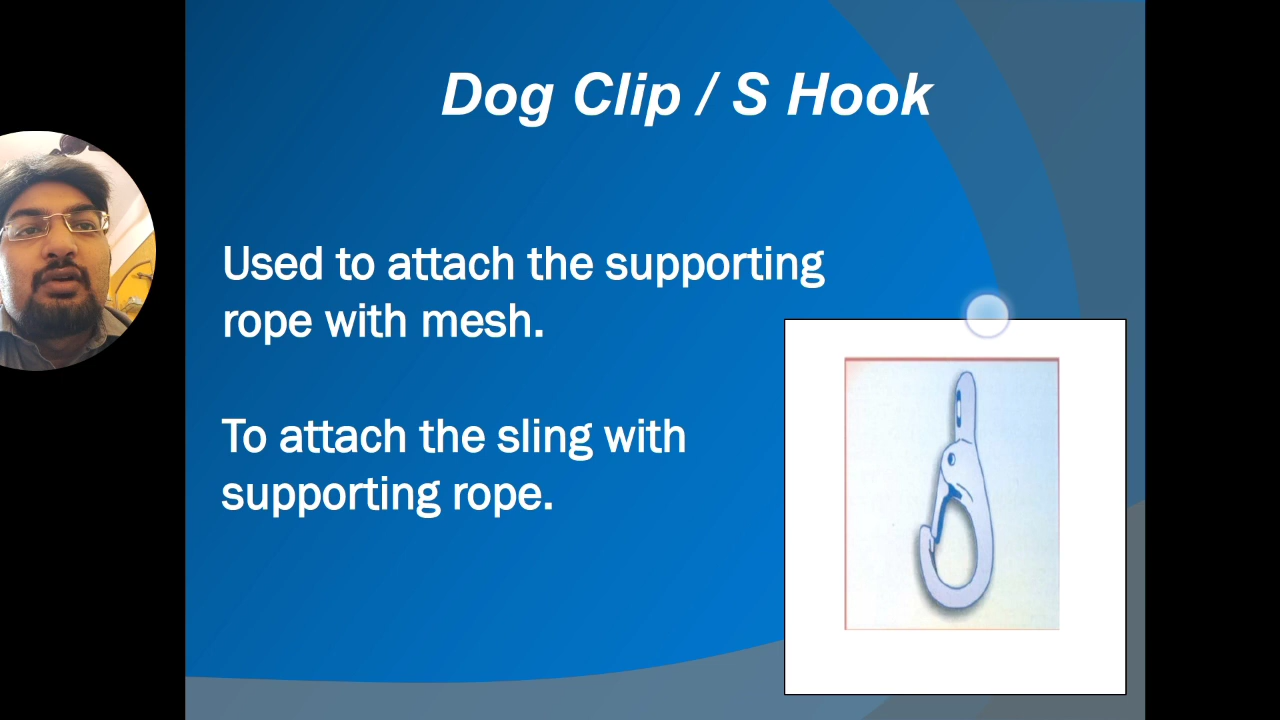 Dog Clip / S Hook
Used to attach the supporting
rope with mesh.
To attach the sling with
supporting rope.